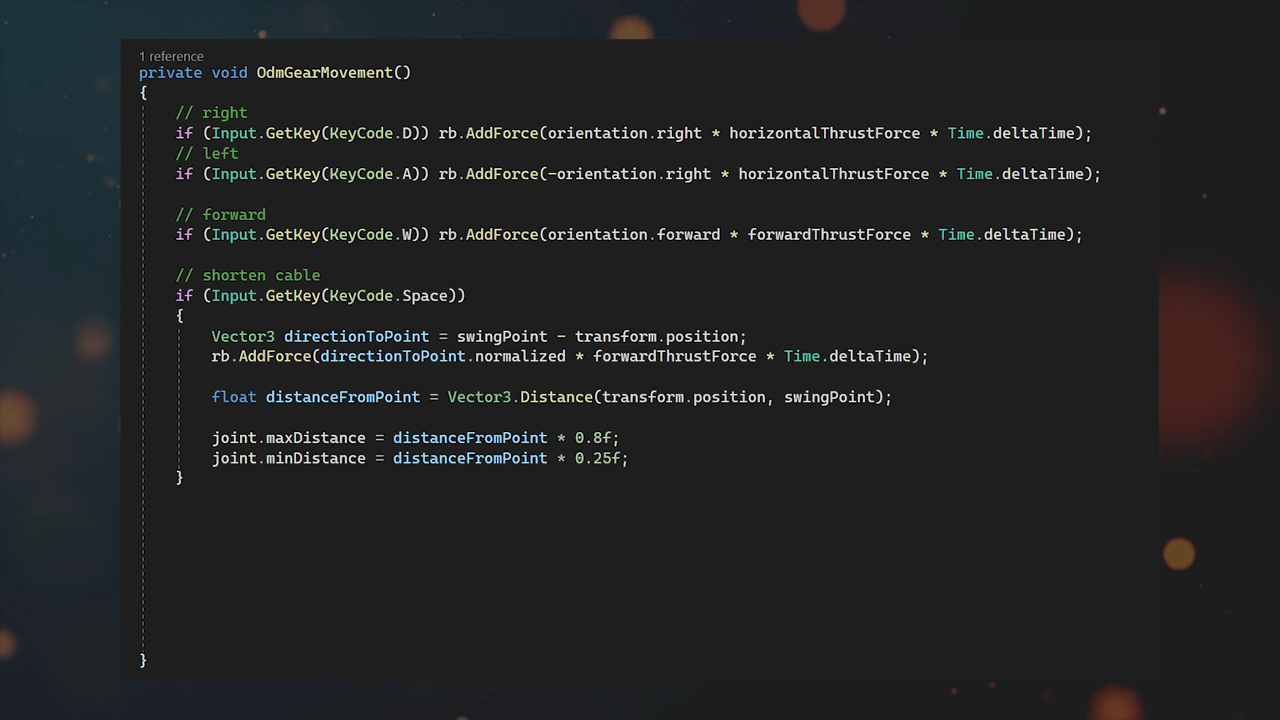 1 reference
private void OdmGearMovement()
{
// right
if (Input.GetKey(KeyCode.D)) rb.AddForce(orientation.right * horizontalThrustForce * Time.deltaTime);
// left
if (Input.GetKey(KeyCode.A)) rb.AddForce(-orientation.right * horizontalThrustForce * Time.deltaTime);
// forward
if (Input.GetKey(KeyCode.W)) rb.AddForce(orientation.forward * forwardThrustForce * Time.deltaTime);
// shorten cable
if (Input.GetKey(KeyCode.Space))
{
Vector3 directionToPoint = swingPoint - transform.position;
rb.AddForce(directionToPoint.normalized * forwardThrustForce * Time.deltaTime);
float distanceFromPoint = Vector3.Distance(transform.position, swingPoint);
joint.maxDistance = distanceFromPoint * 0.8f;
joint.minDistance = distanceFromPoint * 0.25f;
}
}